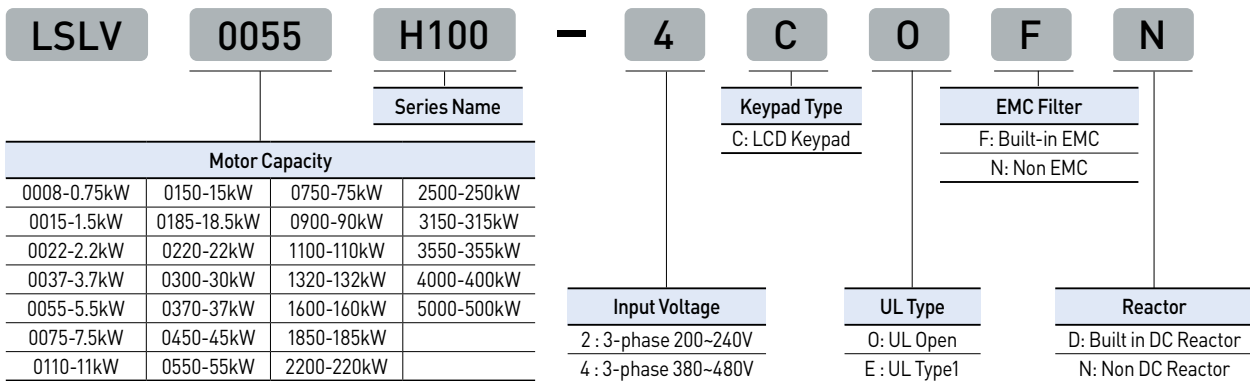 LSLV 0055 H100 – 4 C O F N
Series Name
Keypad Type
C: LCD Keypad
EMC Filter
F: Built-in EMC
N: Non EMC
Motor Capacity
0008-0.75kW 0150-15kW 0750-75kW 2500-250kW
0015-1.5kW 0185-18.5kW 0900-90kW 3150-315kW
0022-2.2kW 0220-22kW 1100-110kW 3550-355kW
0037-3.7kW 0300-30kW 1320-132kW 4000-400kW
0055-5.5kW 0370-37kW 1600-160kW 5000-500kW
0075-7.5kW 0450-45kW 1850-185kW
0110-11kW 0550-55kW 2200-220kW
Input Voltage
2 : 3-phase 200~240V
4 : 3-phase 380~480V
UL Type
O: UL Open
E : UL Type1
Reactor
D: Built in DC Reactor
N: Non DC Reactor